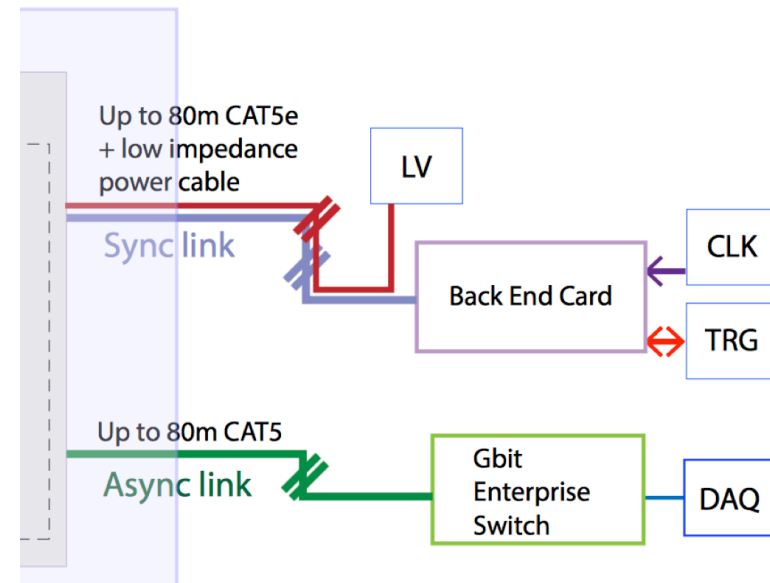 Up to 80m CAT5e
+ low impedance
power cable
LV
Sync link
CLK
Back End Card
TRG
Up to 80m CAT5
Async link
Gbit
Enterprise
Switch
DAQ